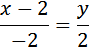 (x − 2)/(−2) = y/2